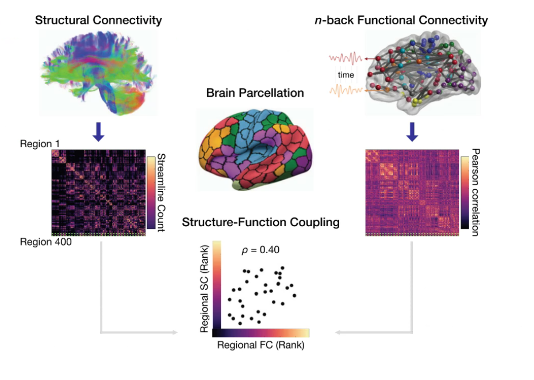 Structural Connectivity
n-back Functional Connectivity
time
Brain Parcellation
Region 1
Streamline Count
Region 400
Pearson correlation
Structure-Function Coupling
ρ = 0.40
Regional SC (Rank)
Regional FC (Rank)